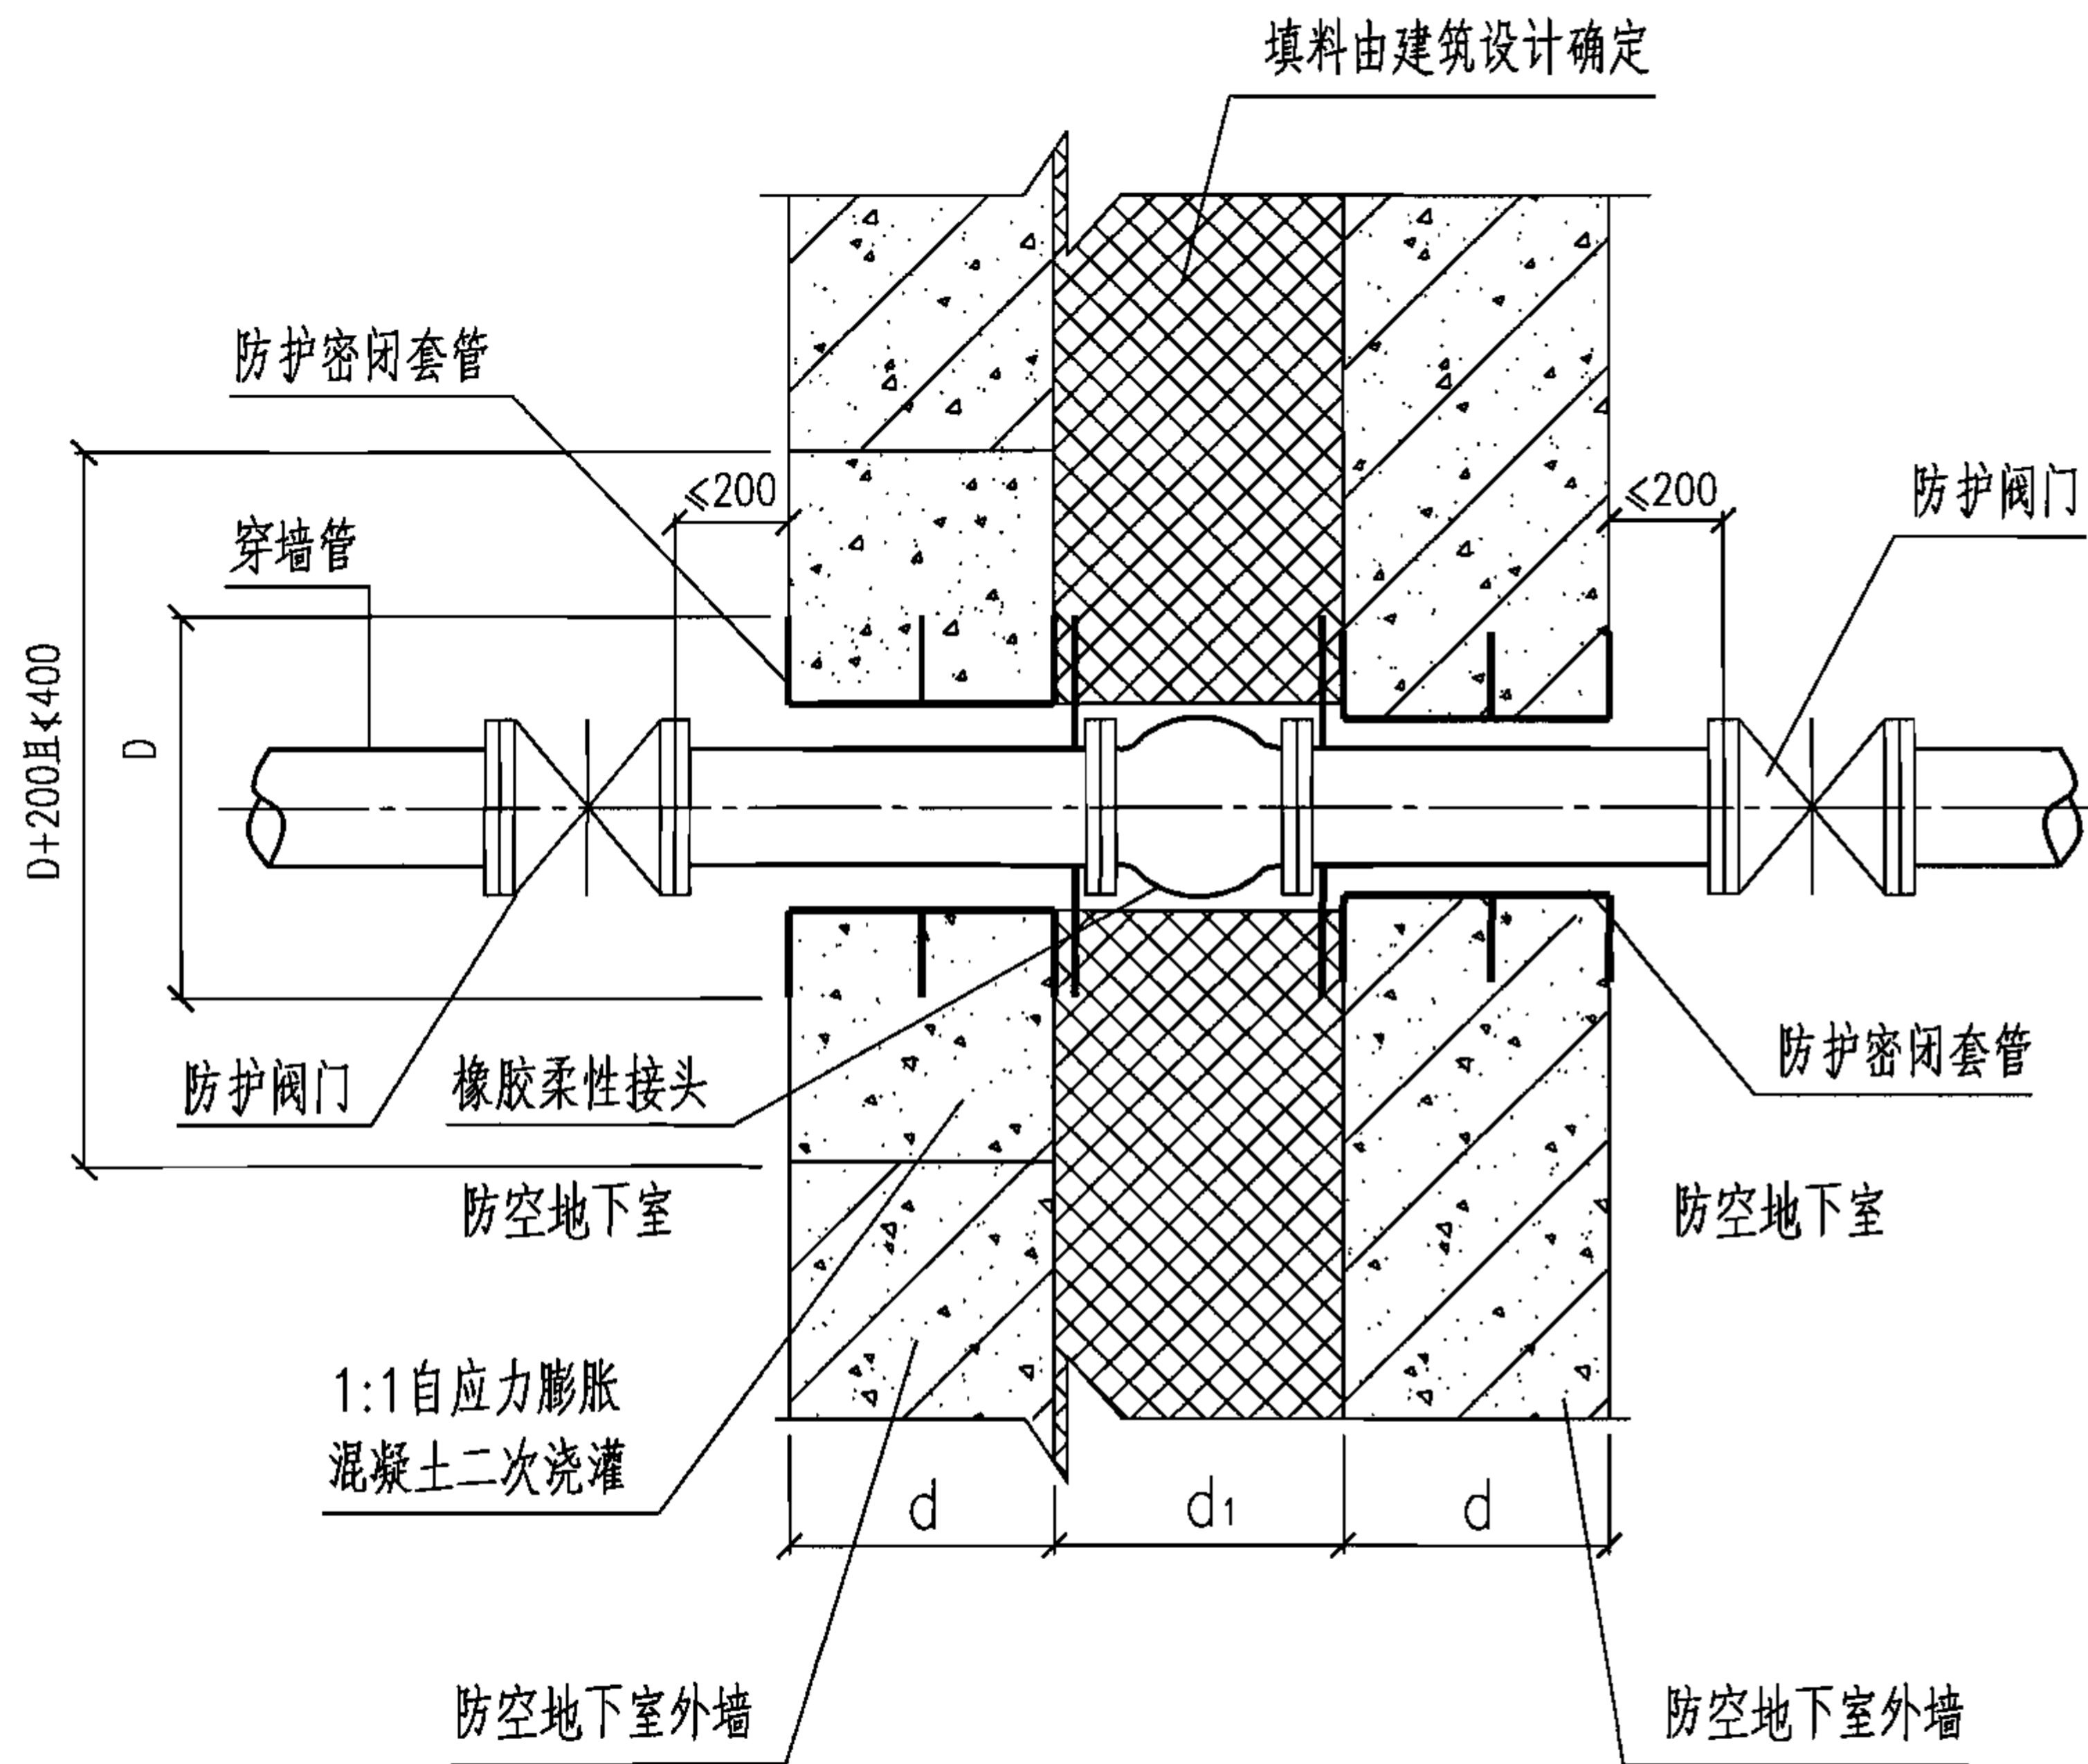 填料由建筑设计确定
防护密闭套管
≤200
≤200
防护阀门
穿墙管
D+200且≮400
D
防护阀门
橡胶柔性接头
防护密闭套管
防空地下室
防空地下室
1:1自应力膨胀
混凝土二次浇灌
d
d1
d
防空地下室外墙
防空地下室外墙